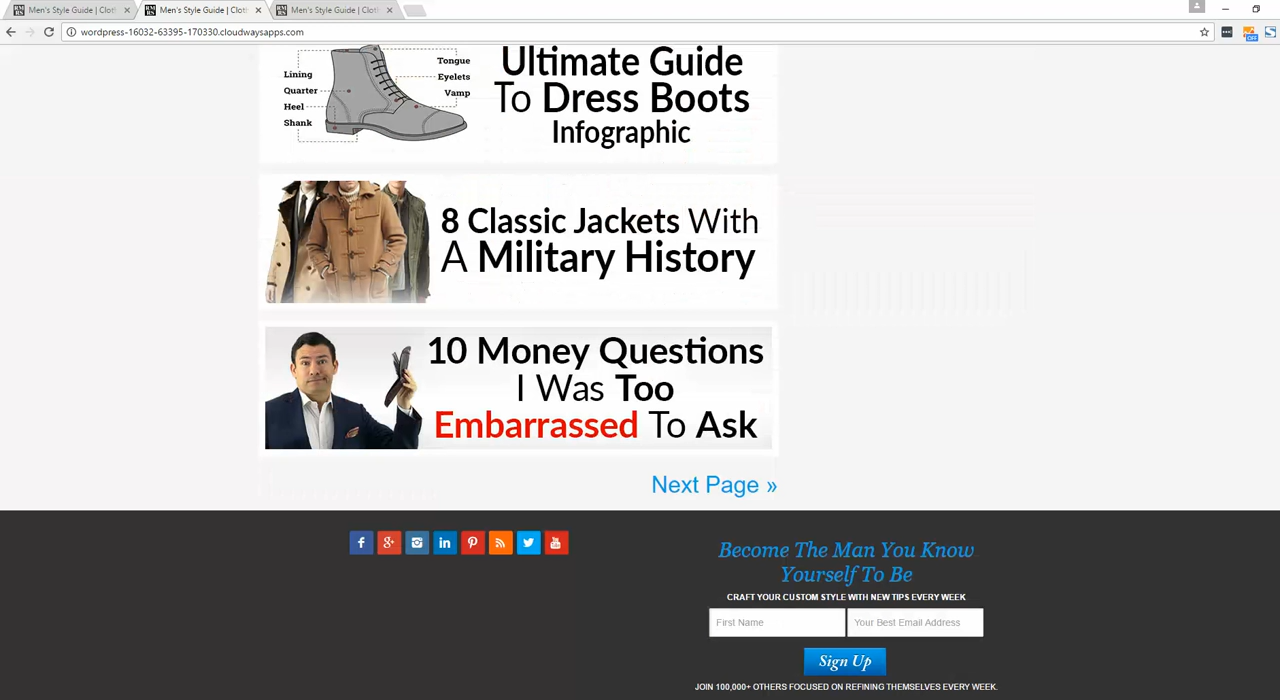 Men's Style Guide | Cloth
Men's Style Guide | Cloth
Men's Style Guide | Cloth
wordpress-16032-63395-170330.cloudwaysapps.com
OFF
Lining
Quarter
Heel
Shank
Tongue
Eyelets
Vamp
Ultimate Guide
To Dress Boots
Infographic
8 Classic Jackets With
A Military History
10 Money Questions
I Was Too
Embarrassed To Ask
Next Page »
Become The Man You Know
Yourself To Be
CRAFT YOUR CUSTOM STYLE WITH NEW TIPS EVERY WEEK
First Name
Your Best Email Address
Sign Up
JOIN 100,000+ OTHERS FOCUSED ON REFINING THEMSELVES EVERY WEEK.